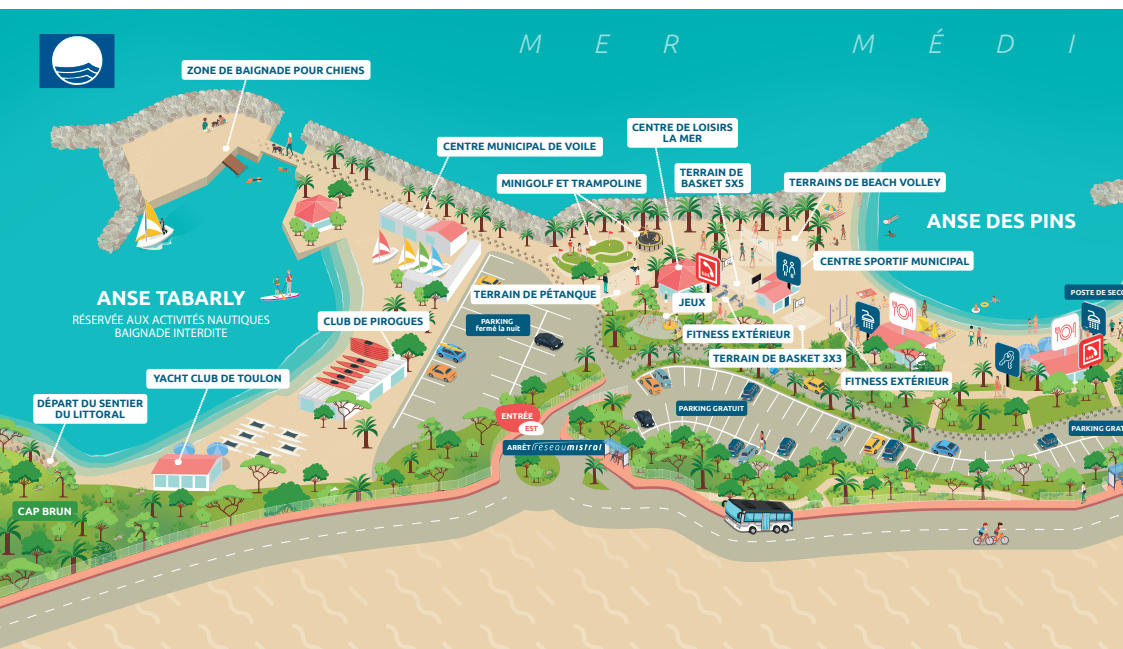 MER MÉDI
ZONE DE BAIGNADE POUR CHIENS
CENTRE DE LOISIRS
LA MER
CENTRE MUNICIPAL DE VOILE
TERRAIN DE
BASKET 5X5
MINIGOLF ET TRAMPOLINE
TERRAINS DE BEACH VOLLEY
ANSE DES PINS
CENTRE SPORTIF MUNICIPAL
SOS
ANSE TABARLY
RÉSERVÉE AUX ACTIVITÉS NAUTIQUES
BAIGNADE INTERDITE
TERRAIN DE PÉTANQUE
POSTE DE SECO
JEUX
CLUB DE PIROGUES
PARKING
fermé la nuit
FITNESS EXTÉRIEUR
TERRAIN DE BASKET 3X3
YACHT CLUB DE TOULON
FITNESS EXTÉRIEUR
DÉPART DU SENTIER
DU LITTORAL
ENTRÉE
EST
PARKING GRATUIT
PARKING GRAT
ARRÊT réseaumistral
CAP BRUN